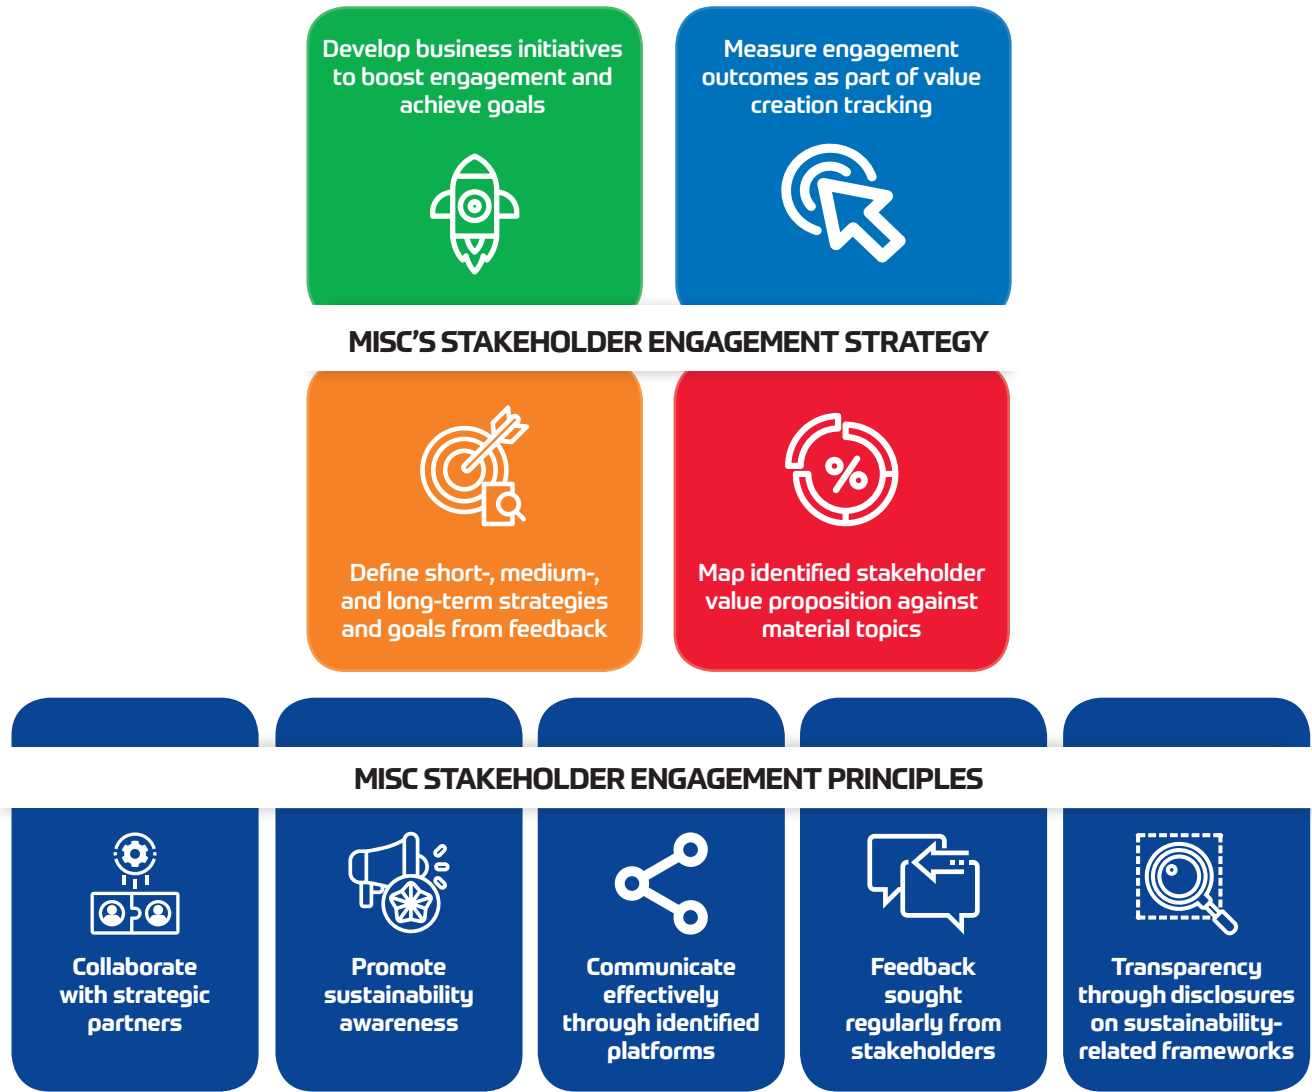 Develop business initiatives
to boost engagement and
achieve goals
Measure engagement
outcomes as part of value
creation tracking
MISC'S STAKEHOLDER ENGAGEMENT STRATEGY
%
Define short-, medium-,
and long-term strategies
and goals from feedback
Map identified stakeholder
value proposition against
material topics
MISC STAKEHOLDER ENGAGEMENT PRINCIPLES
Collaborate
with strategic
partners
Promote
sustainability
awareness
Communicate
effectively
through identified
platforms
Feedback
sought
regularly from
stakeholders
Transparency
through disclosures
on sustainability-
related frameworks